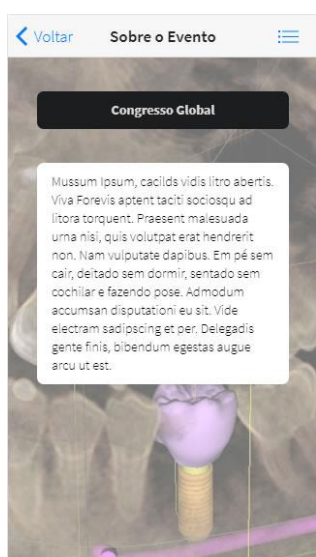 Voltar Sobre o Evento
Congresso Global
Mussum Ipsum, cacilds vidis litro abertis.
Viva Forevis aptent taciti sociosqu ad
litora torquent. Praesent malesuada
urna nisi, quis volutpat erat hendrerit
non. Nam vulputate dapibus. Em pé sem
cair, deitado sem dormir, sentado sem
cochilar e fazendo pose. Admodum
accumsan disputationi eu sit. Vide
electram sadipscing et per. Delegadis
gente finis, bibendum egestas augue
arcu ut est.